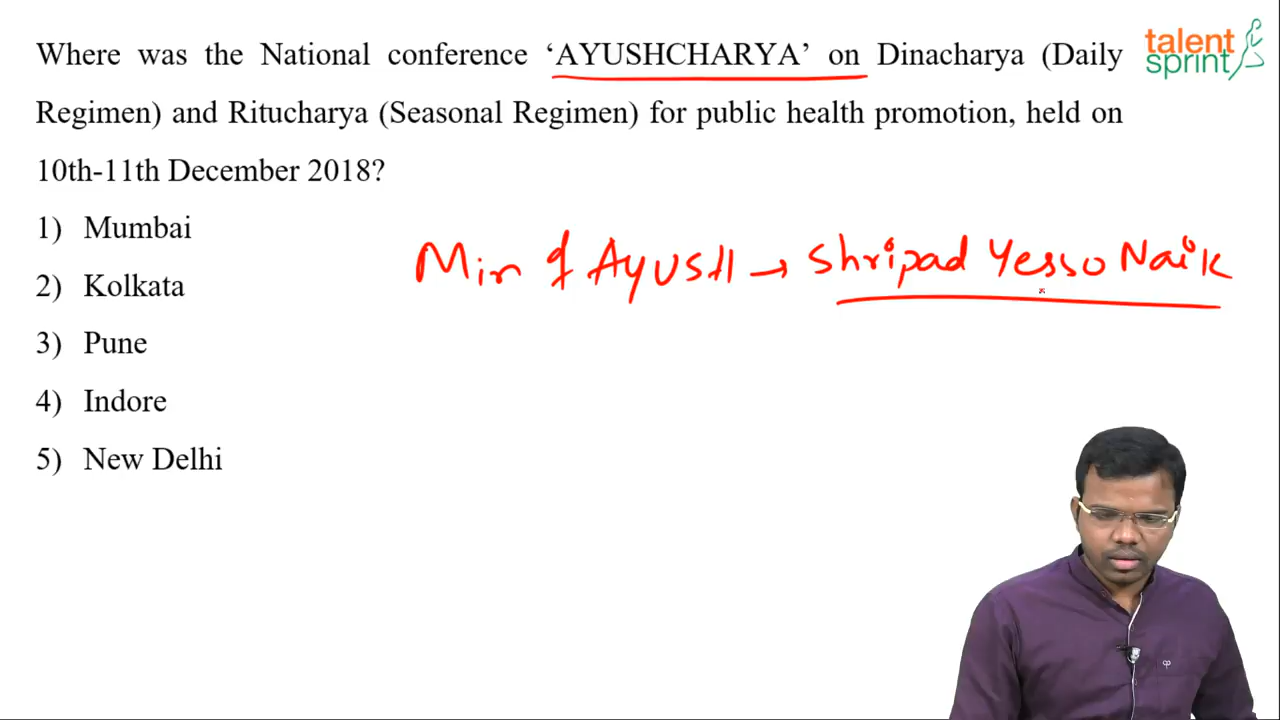 Where was the National conference ‘AYUSHCHARYA’ on Dinacharya (Daily
Regimen) and Ritucharya (Seasonal Regimen) for public health promotion, held on
10th-11th December 2018?
1) Mumbai
2) Kolkata
3) Pune
4) Indore
5) New Delhi
Min of AYUSH → Shripad Yesso Naik
talent
sprint